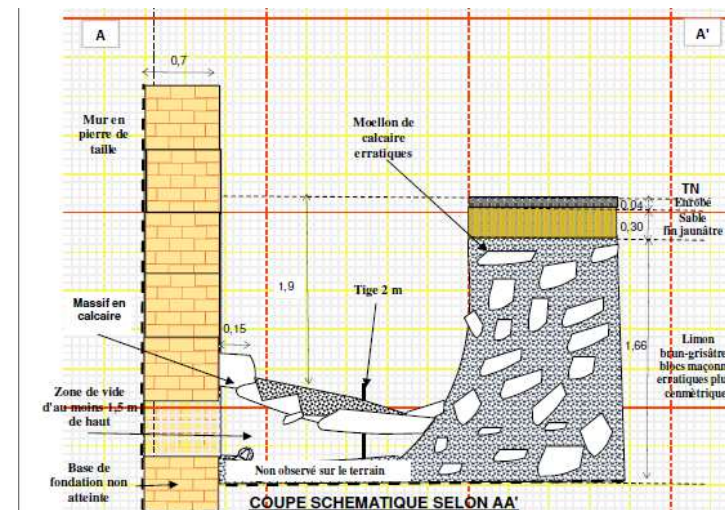 A
A'
0,7
Mur en
pierre de
taille
Moellon de
calcaire
erratiques
TN
Enrobé
0,04
Sable
fin jaunâtre
0,30
1,9
Tige 2 m
Massif en
calcaire
0,15
1,66
Limon
brun-grisâtre
blocs maçonn
erratiques plu
cenmétrique
Zone de vide
d'au moins 1,5 m
de haut
Base de
fondation non
atteinte
Non observé sur le terrain
COUPE SCHEMATIQUE SELON AA'